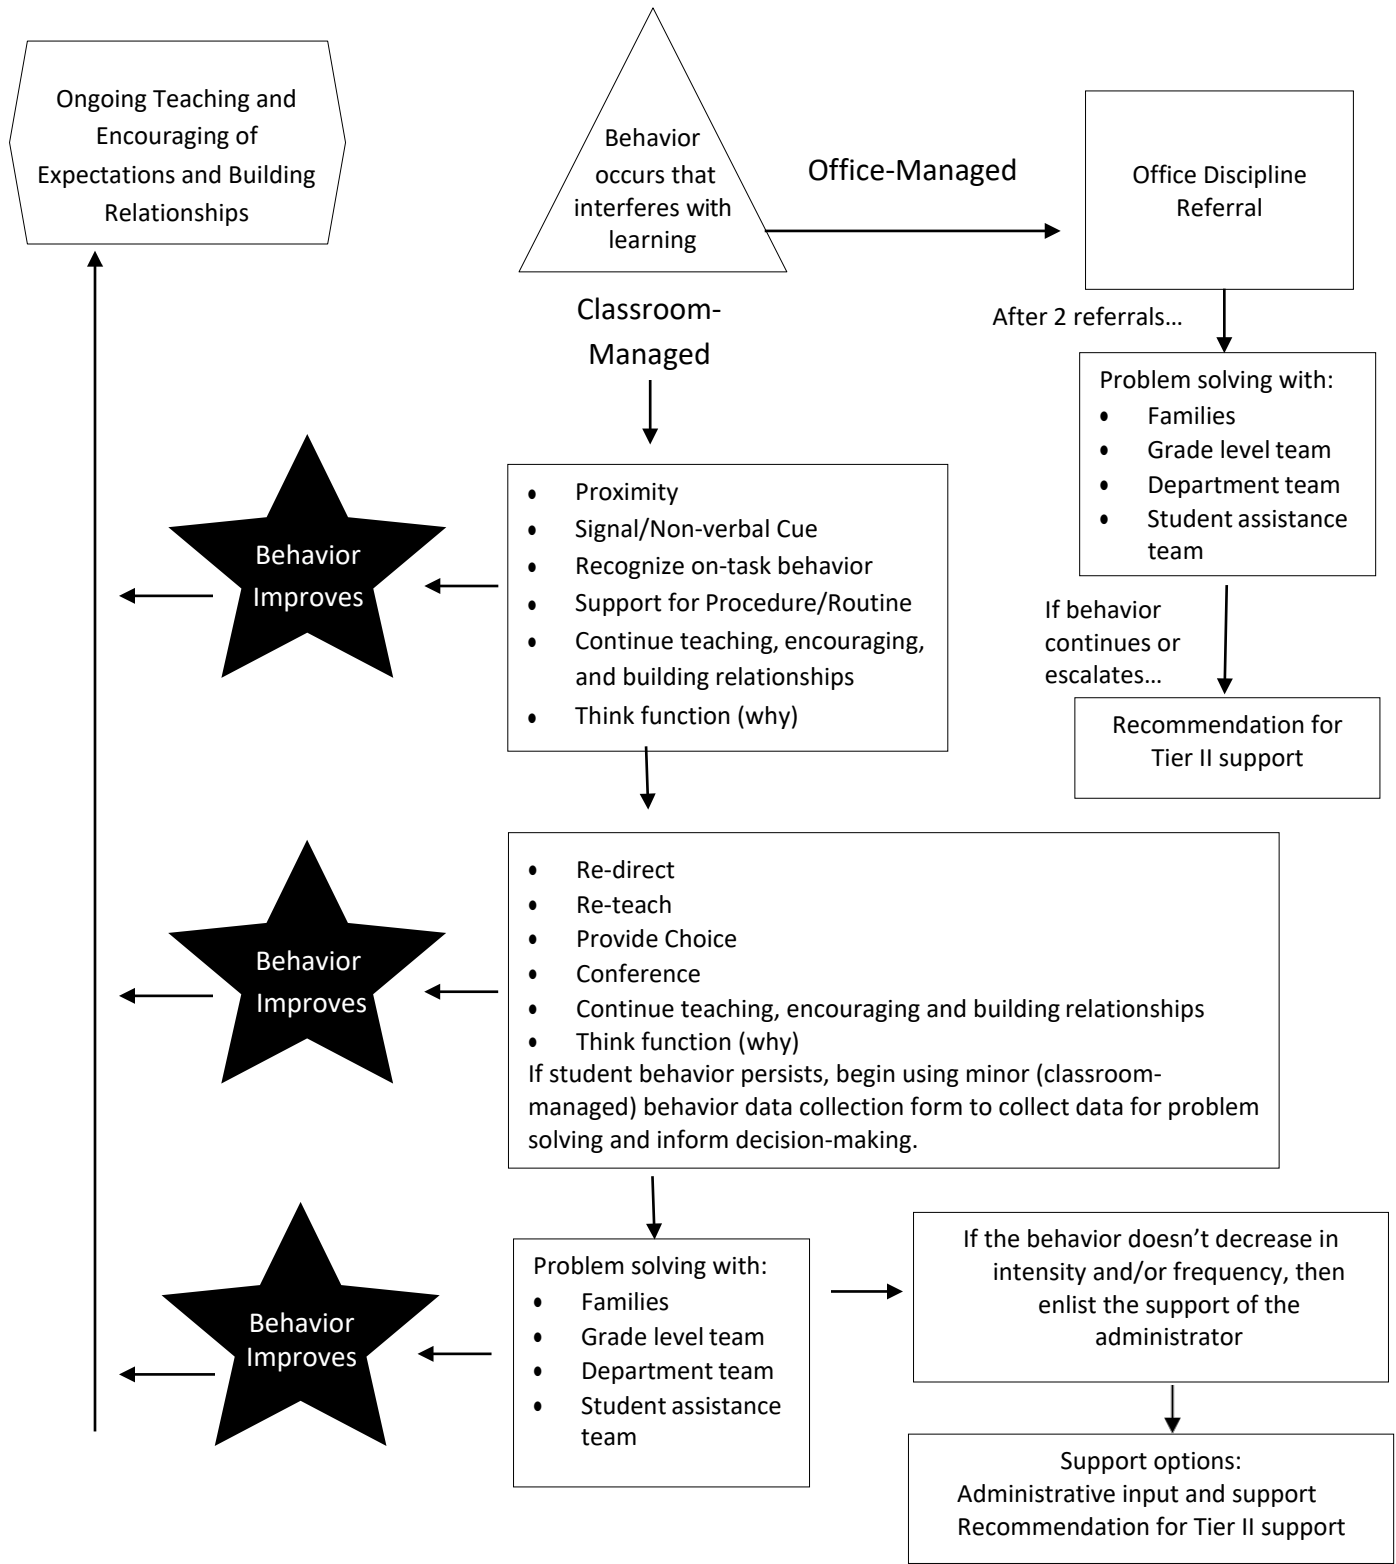 Ongoing Teaching and
Encouraging of
Expectations and Building
Relationships
Behavior
occurs that
interferes with
learning
Office-Managed
Office Discipline
Referral
Classroom-
Managed
After 2 referrals...
Problem solving with:
• Families
• Grade level team
• Department team
• Student assistance
team
If behavior
continues or
escalates...
Recommendation for
Tier II support
• Proximity
• Signal/Non-verbal Cue
• Recognize on-task behavior
• Support for Procedure/Routine
• Continue teaching, encouraging,
and building relationships
• Think function (why)
Behavior
Improves
• Re-direct
• Re-teach
• Provide Choice
• Conference
• Continue teaching, encouraging and building relationships
• Think function (why)
If student behavior persists, begin using minor (classroom-
managed) behavior data collection form to collect data for problem
solving and inform decision-making.
Behavior
Improves
Problem solving with:
• Families
• Grade level team
• Department team
• Student assistance
team
Behavior
Improves
If the behavior doesn’t decrease in
intensity and/or frequency, then
enlist the support of the
administrator
Support options:
Administrative input and support
Recommendation for Tier II support